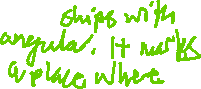 ships with
angular. It marks
a place where